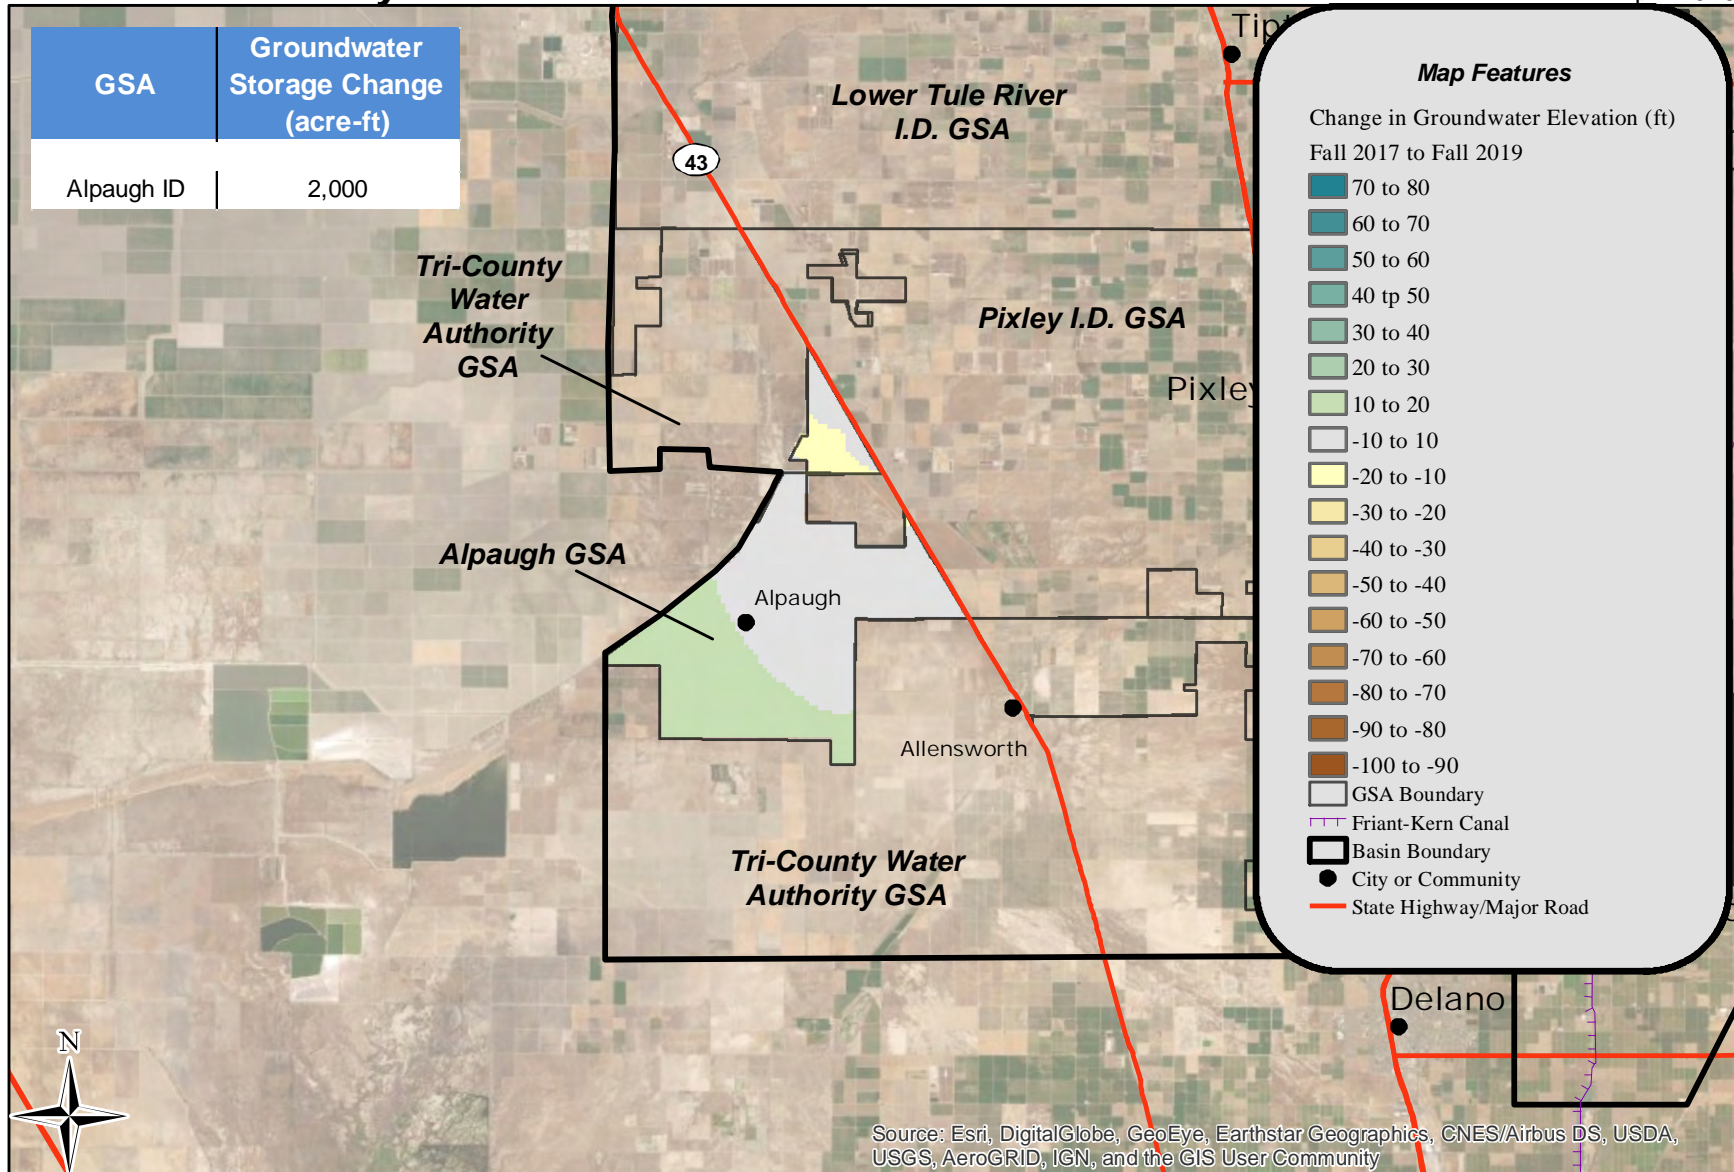 GSA
Groundwater
Storage Change
(acre-ft)
Alpaugh ID
2,000
Lower Tule River
I.D. GSA
43
Tri-County
Water
Authority
GSA
Pixley I.D. GSA
Alpaugh GSA
Alpaugh
Allensworth
Tri-County Water
Authority GSA
Delano
N
Map Features
Change in Groundwater Elevation (ft)
Fall 2017 to Fall 2019
70 to 80
60 to 70
50 to 60
40 tp 50
30 to 40
20 to 30
10 to 20
-10 to 10
-20 to -10
-30 to -20
-40 to -30
-50 to -40
-60 to -50
-70 to -60
-80 to -70
-90 to -80
-100 to -90
GSA Boundary
Friant-Kern Canal
Basin Boundary
City or Community
State Highway/Major Road
Source: Esri, DigitalGlobe, GeoEye, Earthstar Geographics, CNES/Airbus DS, USDA,
USGS, AeroGRID, IGN, and the GIS User Community